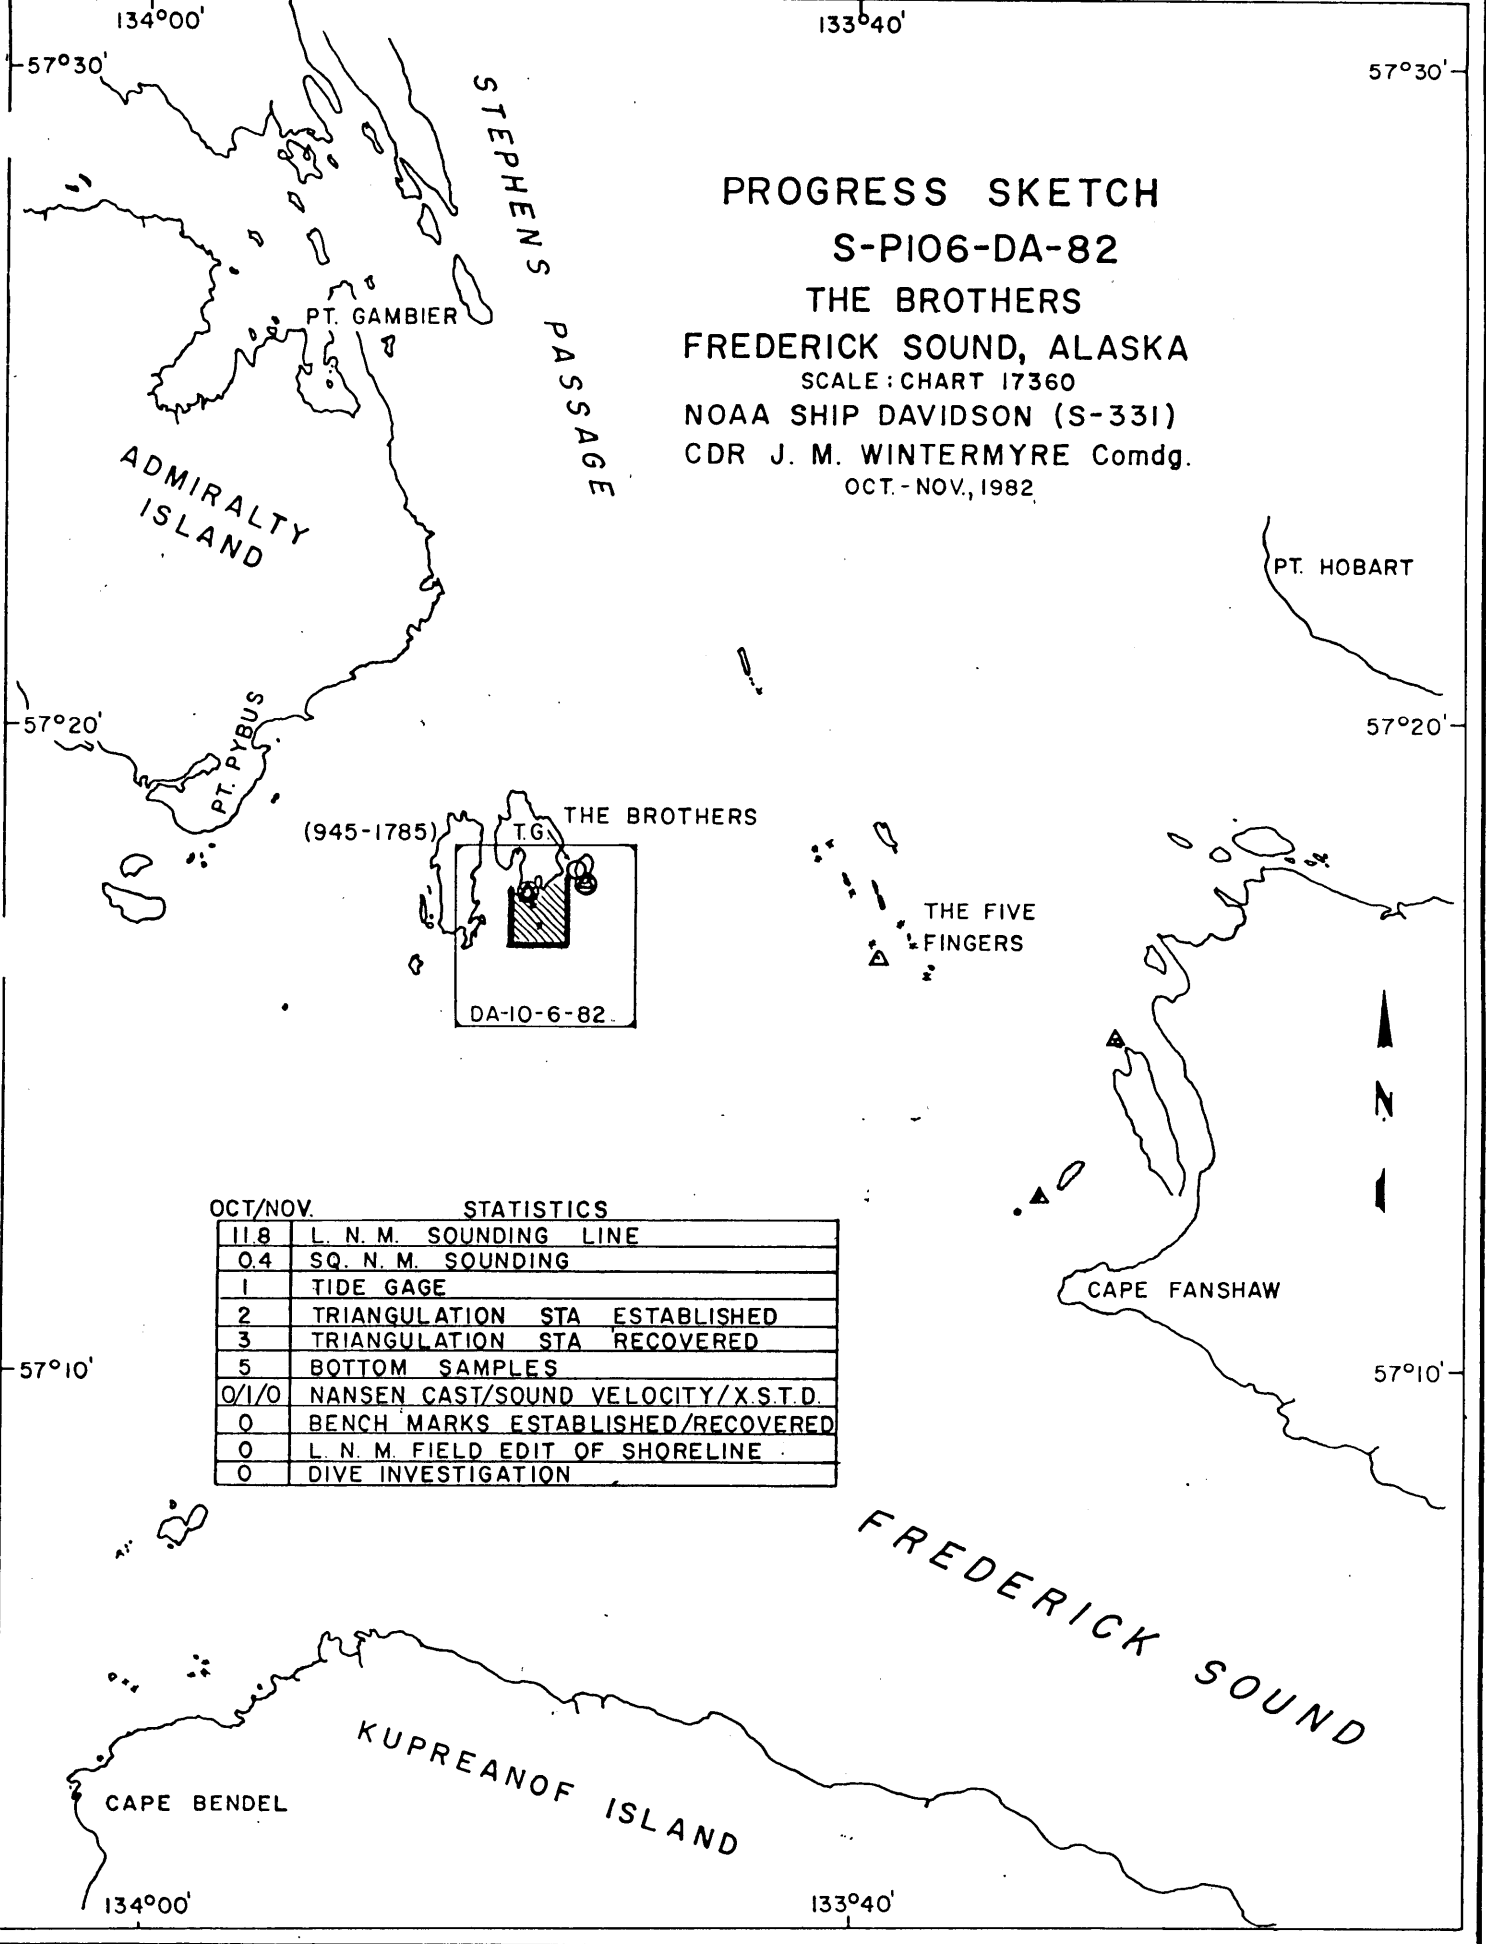 134°00'
133°40'
57°30'
57°30'
STEPHENS PASSAGE
PROGRESS SKETCH
S-P106-DA-82
THE BROTHERS
FREDERICK SOUND, ALASKA
SCALE: CHART 17360
NOAA SHIP DAVIDSON (S-331)
CDR J. M. WINTERMYRE Comdg.
OCT.-NOV., 1982
PT. GAMBIER
ADMIRALTY
ISLAND
PT. HOBART
57°20'
57°20'
PT. PYBUS
(945-1785)
T.G.
THE BROTHERS
THE FIVE
FINGERS
DA-10-6-82
N
OCT/NOV. STATISTICS
11.8 L. N. M. SOUNDING LINE
0.4 SQ. N. M. SOUNDING
1 TIDE GAGE
2 TRIANGULATION STA ESTABLISHED
3 TRIANGULATION STA RECOVERED
5 BOTTOM SAMPLES
0/1/0 NANSEN CAST/SOUND VELOCITY/X.S.T.D.
0 BENCH MARKS ESTABLISHED/RECOVERED
0 L. N. M. FIELD EDIT OF SHORELINE
0 DIVE INVESTIGATION
CAPE FANSHAW
57°10'
57°10'
FREDERICK SOUND
KUPREANOF ISLAND
CAPE BENDEL
134°00'
133°40'